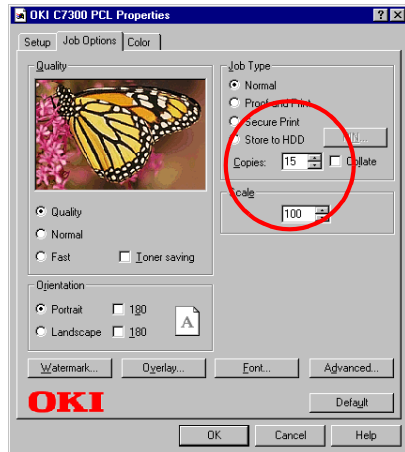 OKI C7300 PCL Properties
Setup Job Options Color
Quality
Quality
Normal
Fast Toner saving
Orientation
Portrait 180
Landscape 180
A
Job Type
Normal
Proof and Print
Secure Print
Store to HDD
Copies: 15 Collate
Scale
100
Watermark... Overlay... Font... Advanced...
OKI Default
OK Cancel Help